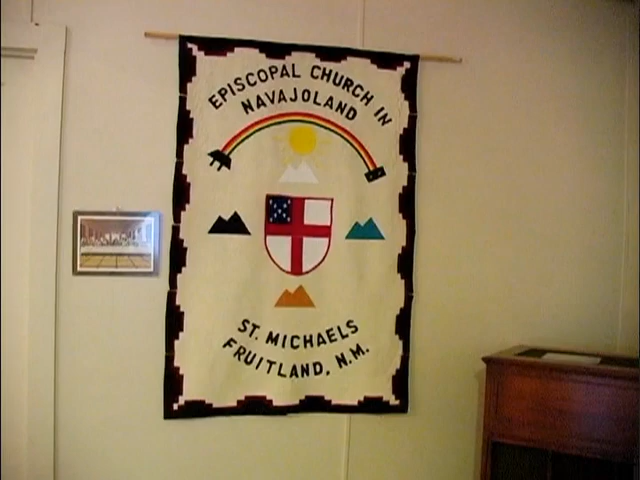 EPISCOPAL CHURCH IN
NAVAJOLAND
ST. MICHAELS
FRUITLAND, N.M.